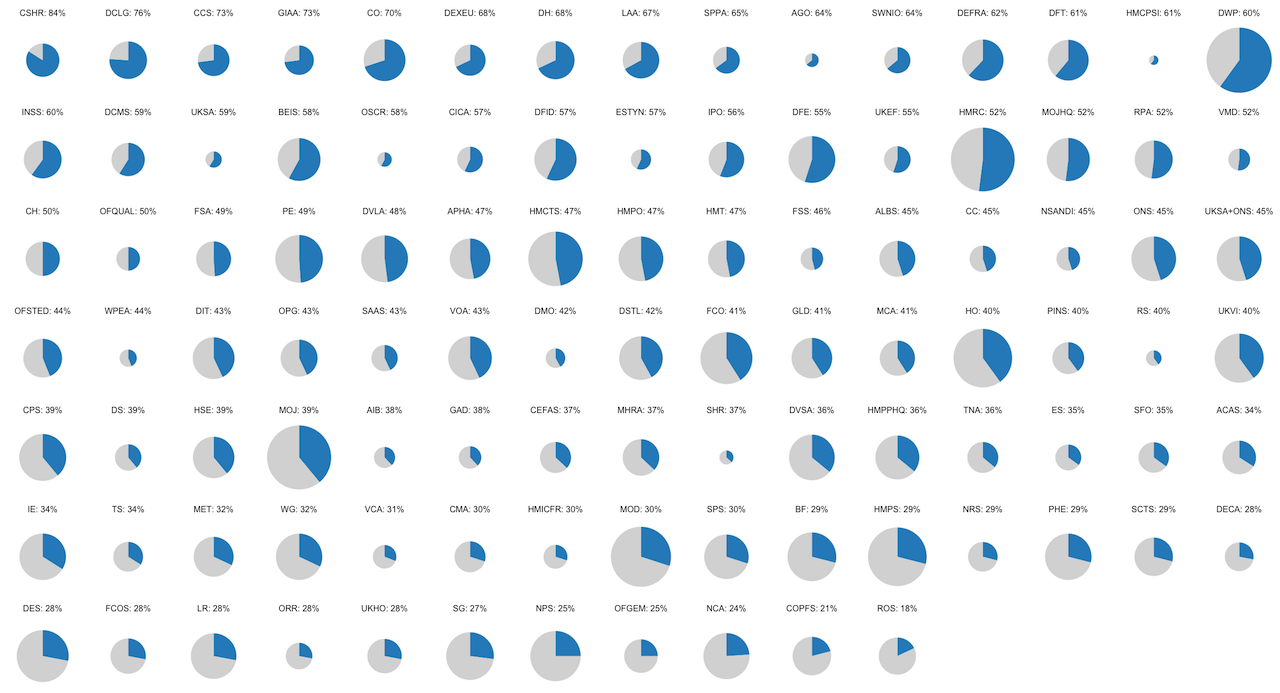 CSHR: 84% DCLG: 76% CCS: 73% GIAA: 73% CO: 70% DEXEU: 68% DH: 68% LAA: 67% SPPA: 65% AGO: 64% SWNIO: 64% DEFRA: 62% DFT: 61% HMCPSI: 61% DWP: 60%
INSS: 60% DCMS: 59% UKSA: 59% BEIS: 58% OSCR: 58% CICA: 57% DFID: 57% ESTYN: 57% IPO: 56% DFE: 55% UKEF: 55% HMRC: 52% MOJHQ: 52% RPA: 52% VMD: 52%
CH: 50% OFQUAL: 50% FSA: 49% PE: 49% DVLA: 48% APHA: 47% HMCTS: 47% HMPO: 47% HMT: 47% FSS: 46% ALBS: 45% CC: 45% NSANDI: 45% ONS: 45% UKSA+ONS: 45%
OFSTED: 44% WPEA: 44% DIT: 43% OPG: 43% SAAS: 43% VOA: 43% DMO: 42% DSTL: 42% FCO: 41% GLD: 41% MCA: 41% HO: 40% PINS: 40% RS: 40% UKVI: 40%
CPS: 39% DS: 39% HSE: 39% MOJ: 39% AIB: 38% GAD: 38% CEFAS: 37% MHRA: 37% SHR: 37% DVSA: 36% HMPPHQ: 36% TNA: 36% ES: 35% SFO: 35% ACAS: 34%
IE: 34% TS: 34% MET: 32% WG: 32% VCA: 31% CMA: 30% HMICFR: 30% MOD: 30% SPS: 30% BF: 29% HMPS: 29% NRS: 29% PHE: 29% SCTS: 29% DECA: 28%
DES: 28% FCOS: 28% LR: 28% ORR: 28% UKHO: 28% SG: 27% NPS: 25% OFGEM: 25% NCA: 24% COPFS: 21% ROS: 18%